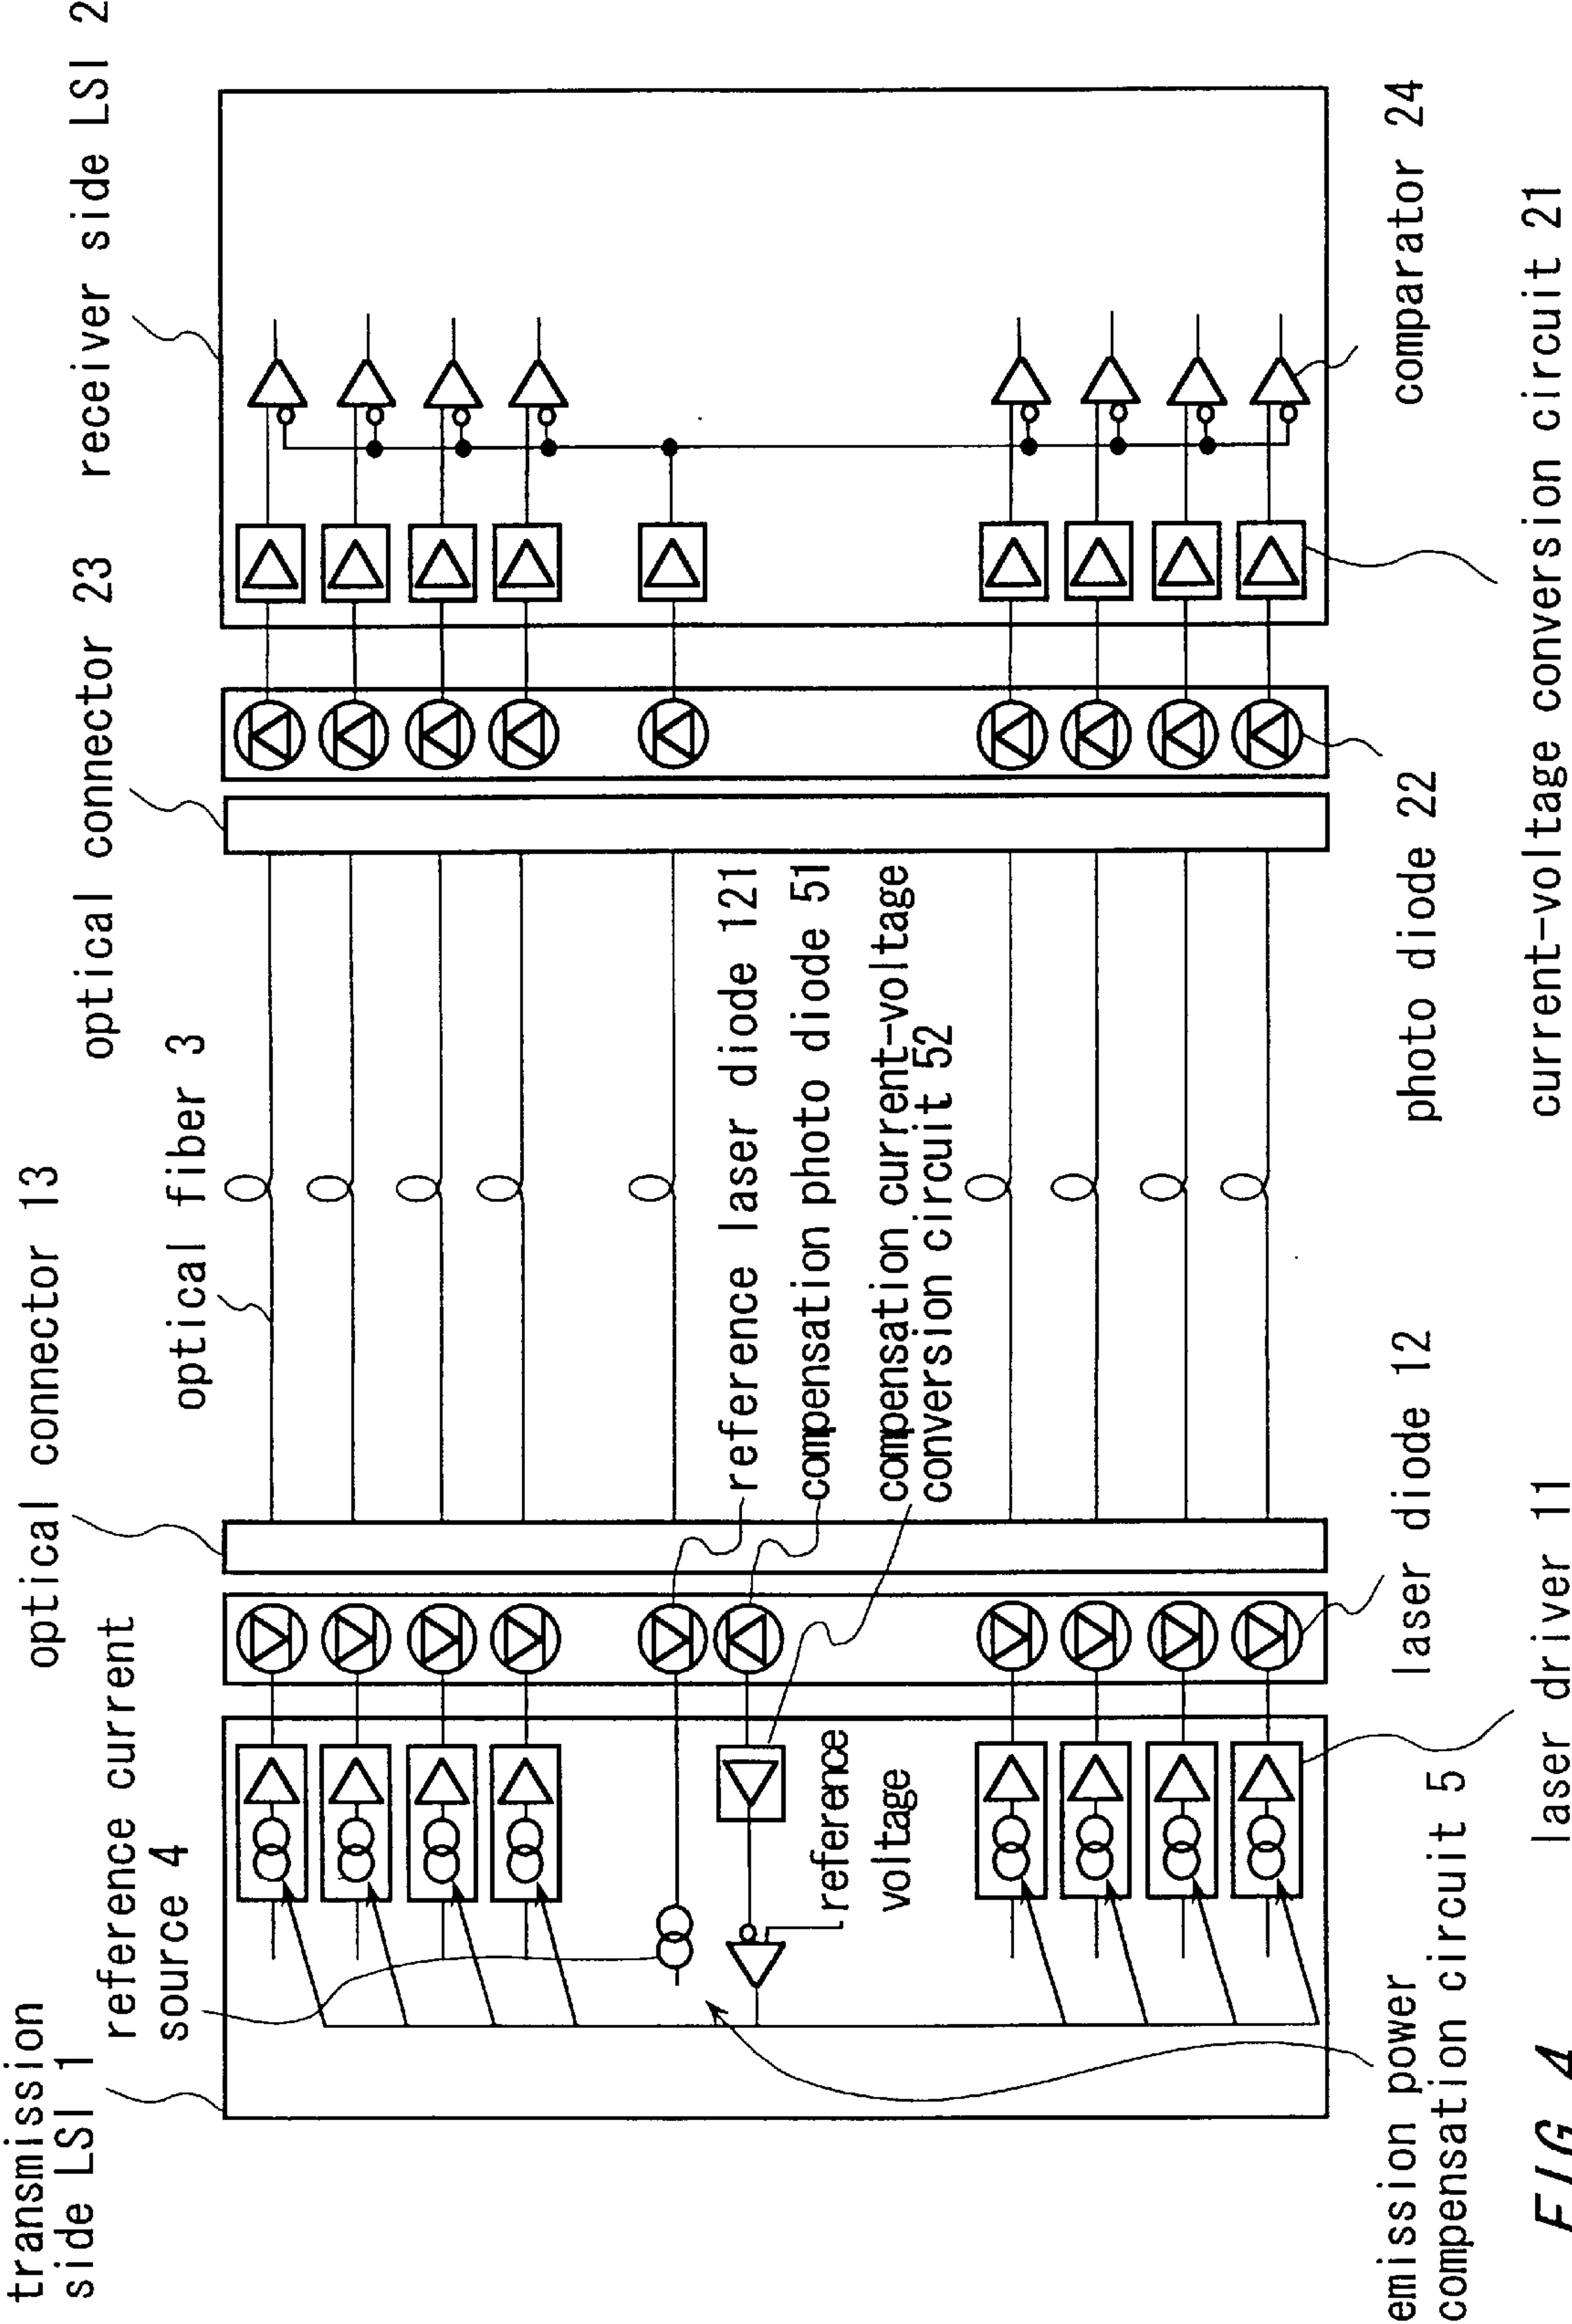 transmission
side LSI 1
reference current
source 4
optical connector 13
optical fiber 3
optical connector 23
receiver side LSI 2
reference laser diode 121
compensation photo diode 51
compensation current-voltage
conversion circuit 52
reference
voltage
emission power
compensation circuit 5
laser driver 11
laser diode 12
photo diode 22
current-voltage conversion circuit 21
comparator 24
FIG. 4